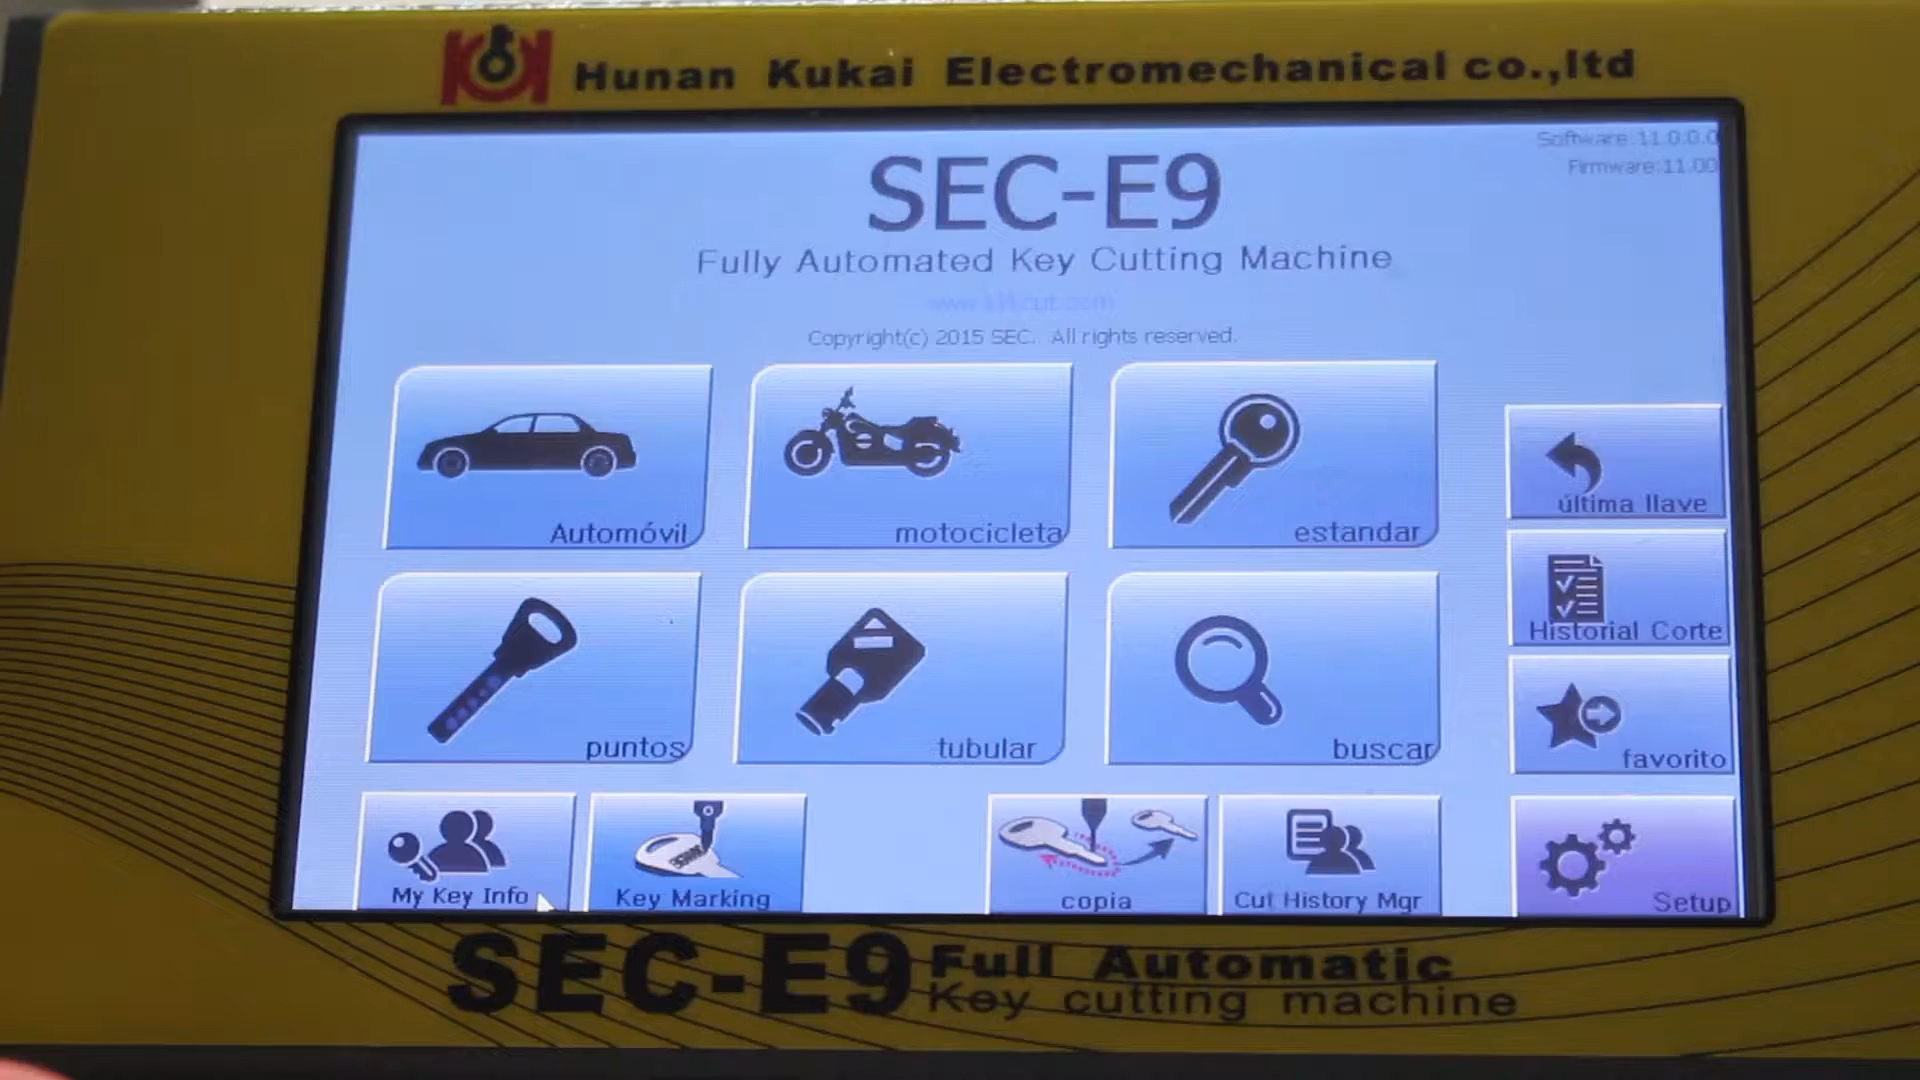 Hunan Kukai Electromechanical co.,ltd
Software:11.0.0.0
Firmware:11.00
SEC-E9
Fully Automated Key Cutting Machine
Copyright(c) 2015 SEC. All rights reserved.
Automóvil
motocicleta
estandar
última llave
Historial Corte
puntos
tubular
buscar
favorito
My Key Info
Key Marking
copia
Cut History Mgr
Setup
SEC-E9 Full Automatic
Key cutting machine